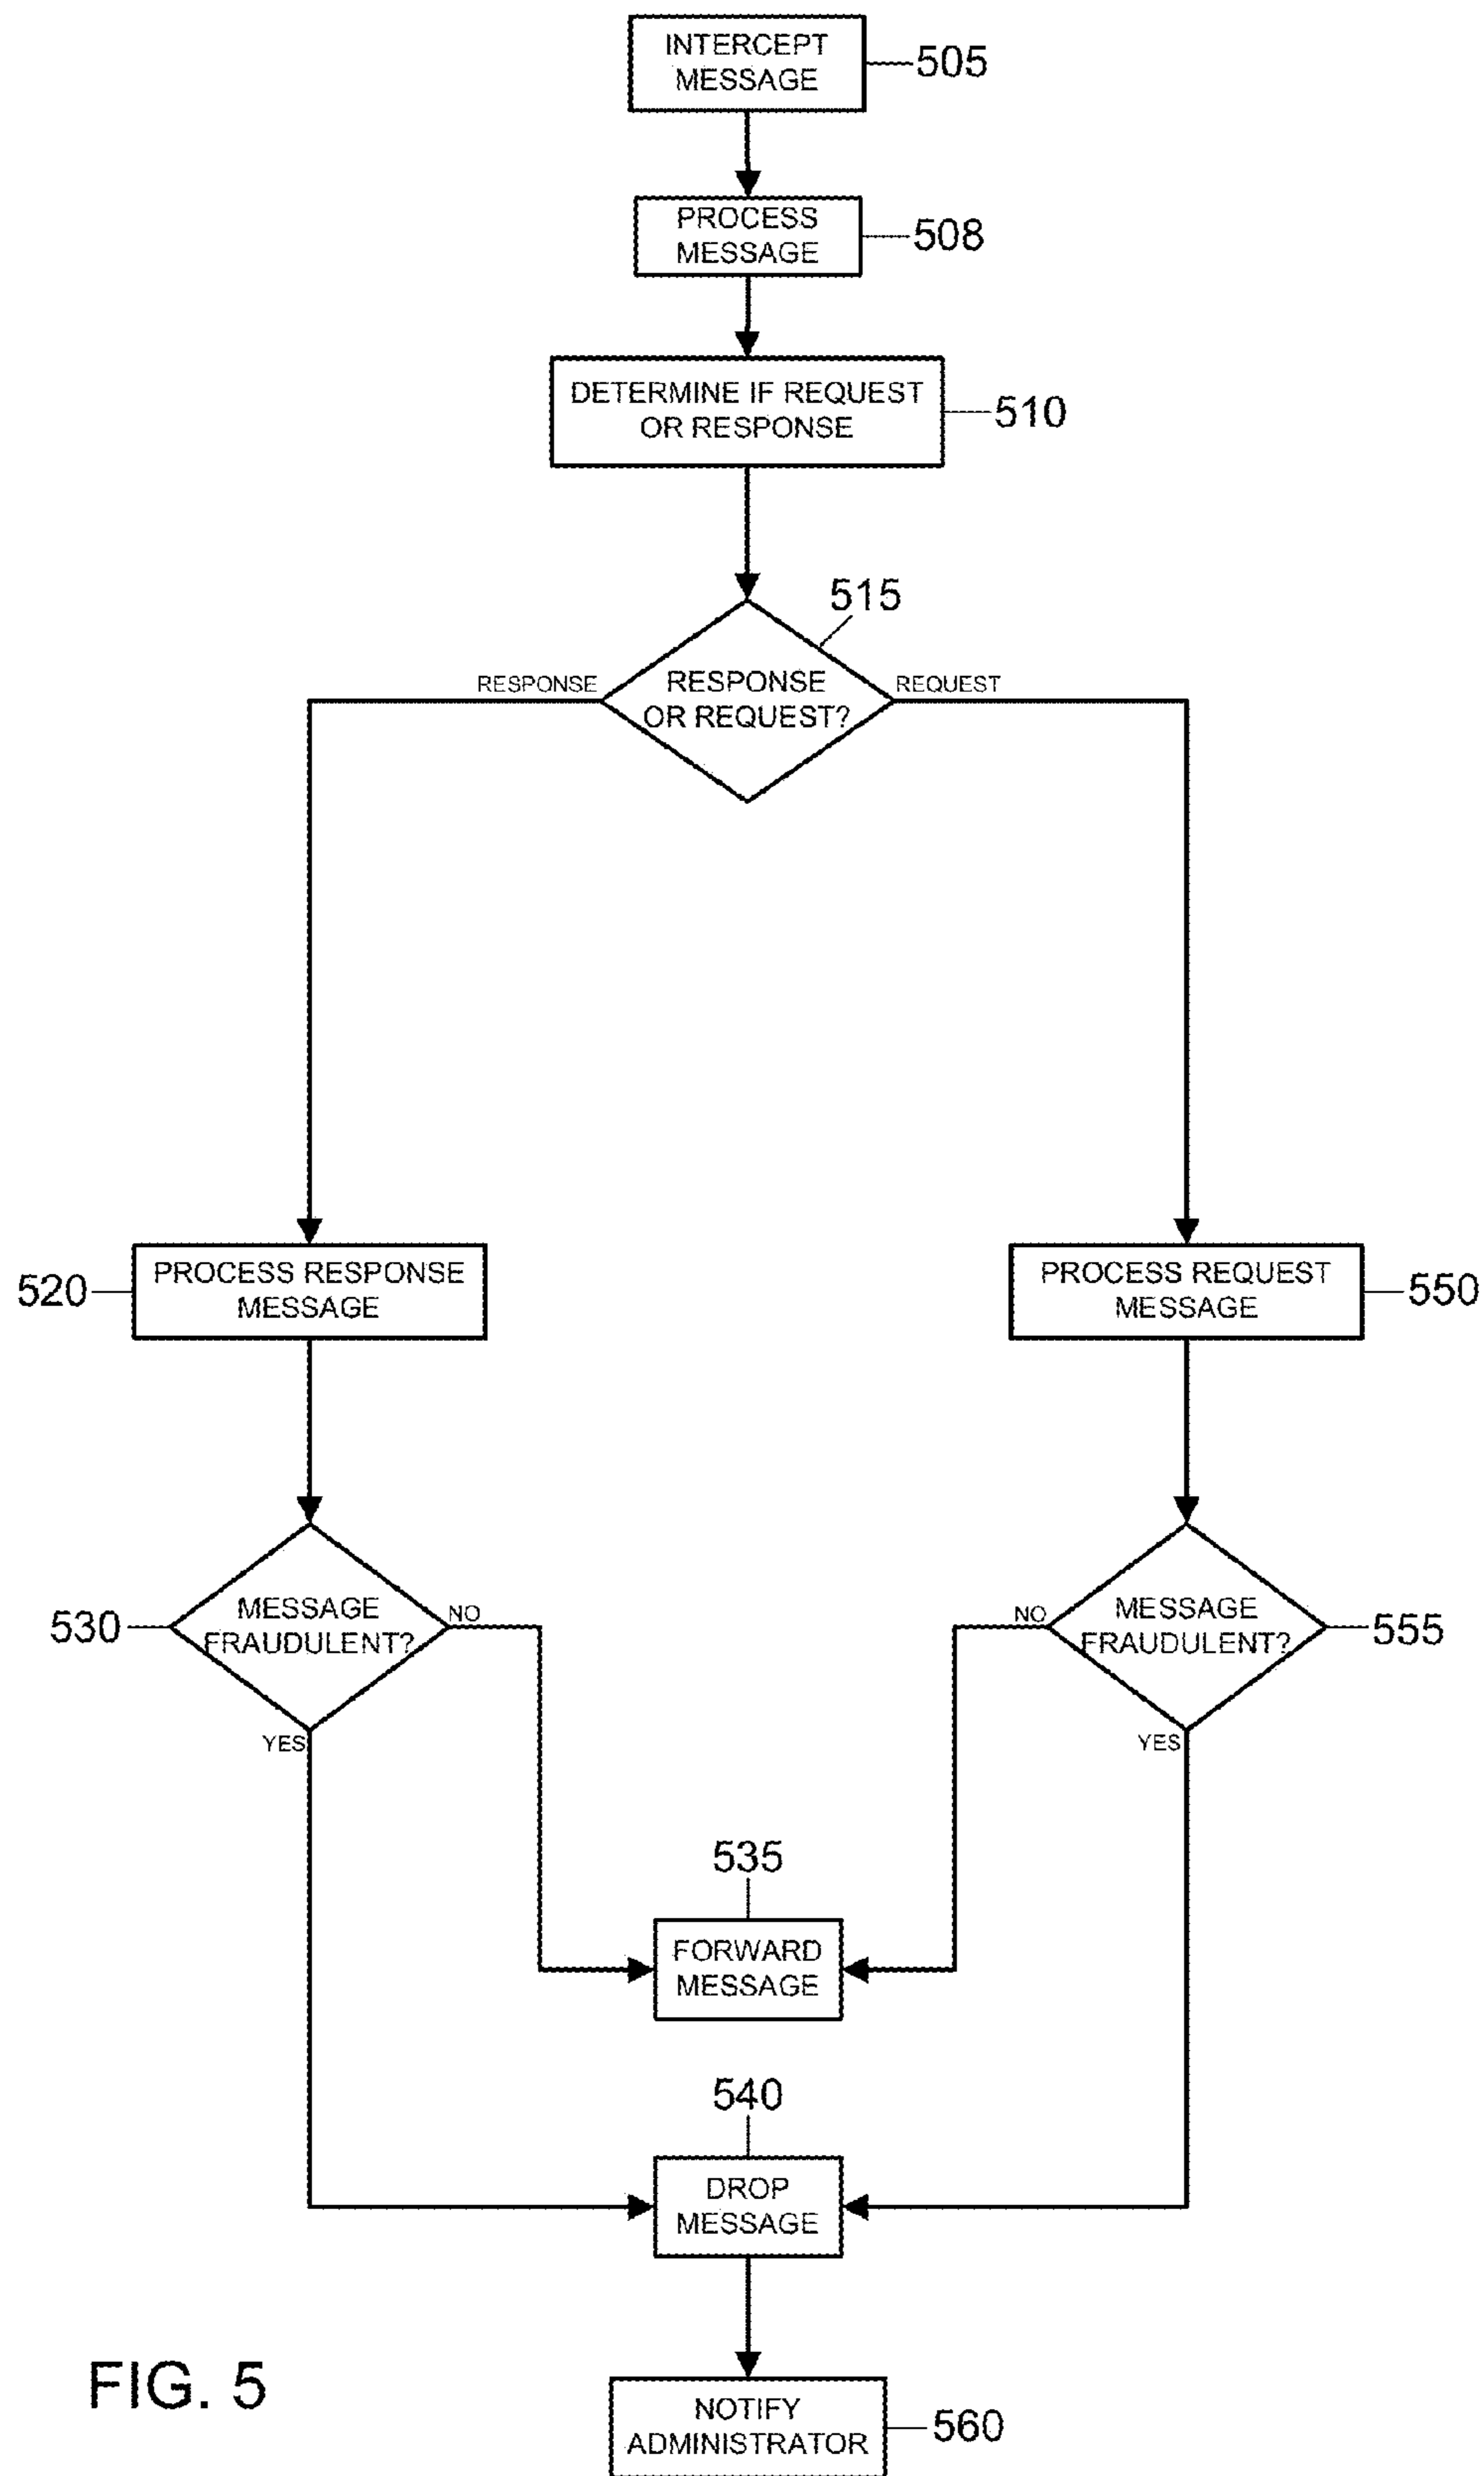 INTERCEPT
MESSAGE
505
PROCESS
MESSAGE
508
DETERMINE IF REQUEST
OR RESPONSE
510
515
RESPONSE
RESPONSE
OR REQUEST?
REQUEST
520
PROCESS RESPONSE
MESSAGE
PROCESS REQUEST
MESSAGE
550
530
MESSAGE
FRAUDULENT?
NO
YES
NO
MESSAGE
FRAUDULENT?
555
YES
535
FORWARD
MESSAGE
540
DROP
MESSAGE
NOTIFY
ADMINISTRATOR
560
FIG. 5